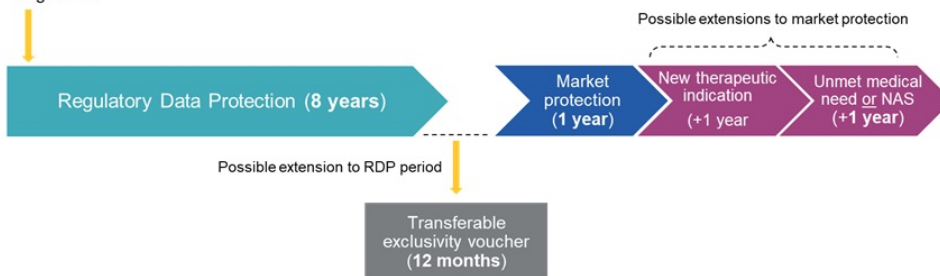 Possible extensions to market protection
Regulatory Data Protection (8 years)
Market
protection
(1 year)
New therapeutic
indication
(+1 year
Unmet medical
need or NAS
(+1 year)
Possible extension to RDP period
Transferable
exclusivity voucher
(12 months)